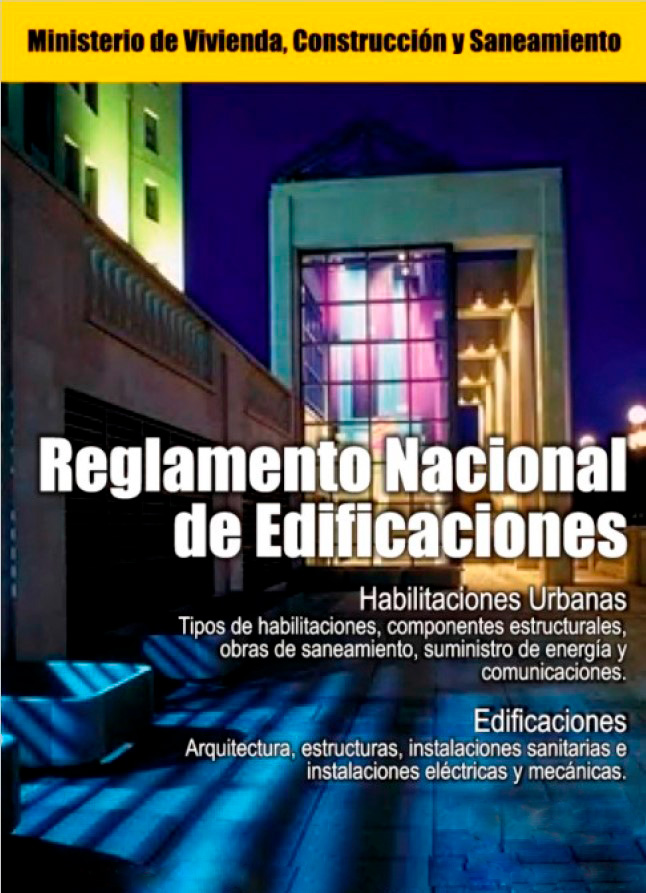 Ministerio de Vivienda, Construcción y Saneamiento
Reglamento Nacional
de Edificaciones
Habilitaciones Urbanas
Tipos de habilitaciones, componentes estructurales,
obras de saneamiento, suministro de energía y
comunicaciones.
Edificaciones
Arquitectura, estructuras, instalaciones sanitarias e
instalaciones eléctricas y mecánicas.